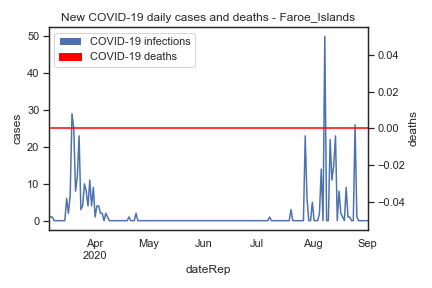 New COVID-19 daily cases and deaths - Faroe_Islands
COVID-19 infections
COVID-19 deaths
50
40
30
20
10
0
cases
0.04
0.02
0.00
−0.02
−0.04
deaths
Apr
2020
May
Jun
Jul
Aug
Sep
dateRep